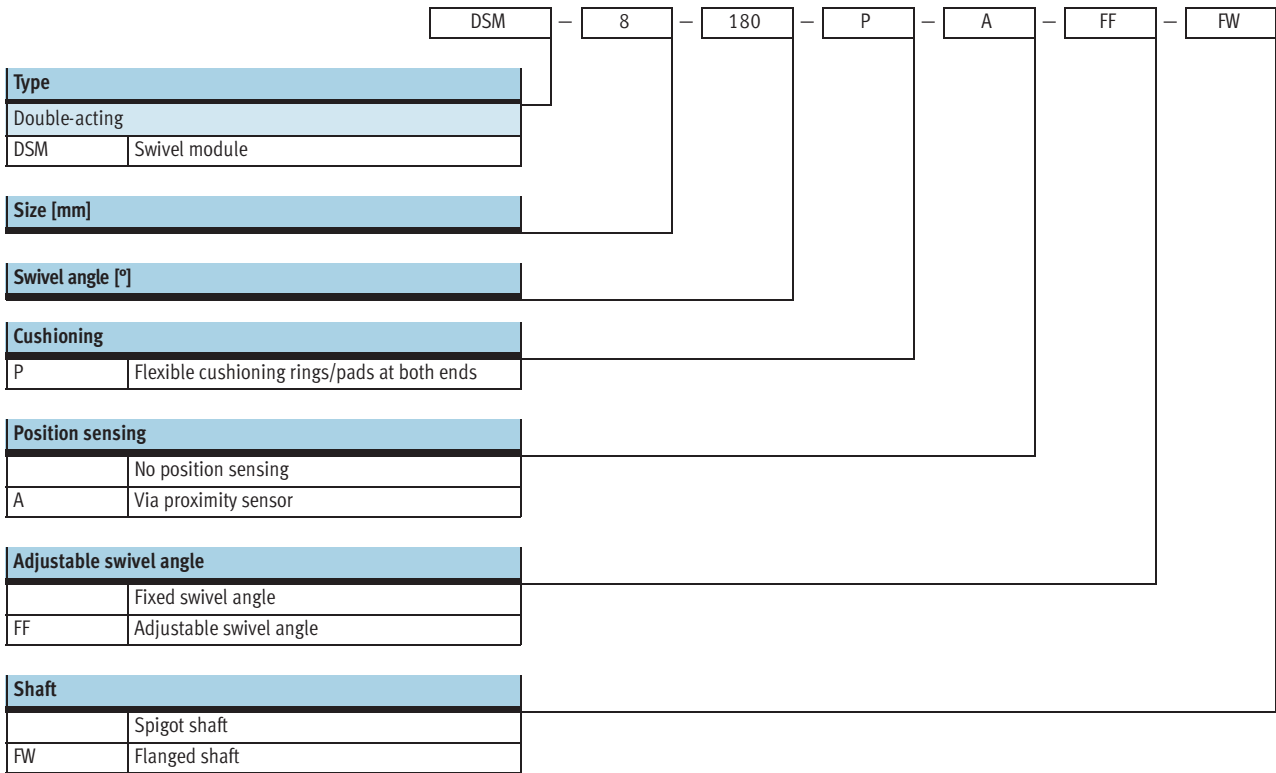 DSM – 8 – 180 – P – A – FF – FW
Type
Double-acting
DSM Swivel module
Size [mm]
Swivel angle [°]
Cushioning
P Flexible cushioning rings/pads at both ends
Position sensing
No position sensing
A Via proximity sensor
Adjustable swivel angle
Fixed swivel angle
FF Adjustable swivel angle
Shaft
Spigot shaft
FW Flanged shaft